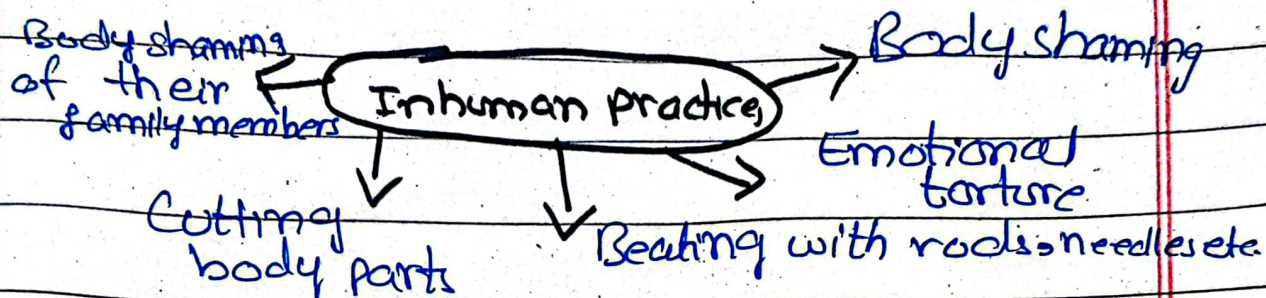 Body shaming
of their
family members
Inhuman practice,
Body shaming
Emotional
torture
Cutting
body parts
Beating with rods, needles etc